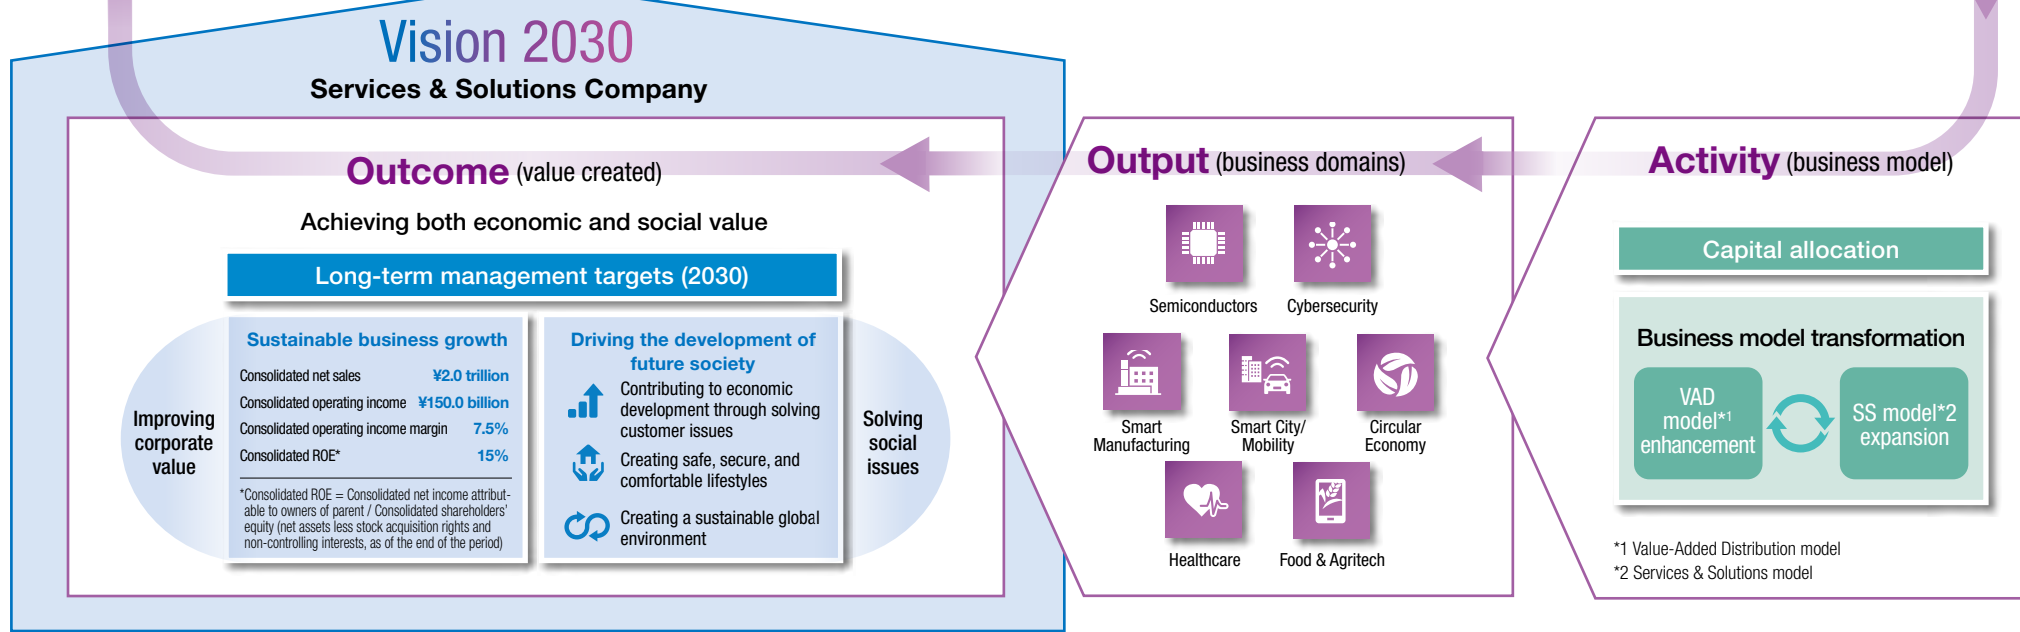 Vision 2030
Services & Solutions Company
Outcome (value created)
Achieving both economic and social value
Long-term management targets (2030)
Improving
corporate
value
Sustainable business growth
Consolidated net sales ¥2.0 trillion
Consolidated operating income ¥150.0 billion
Consolidated operating income margin 7.5%
Consolidated ROE* 15%
*Consolidated ROE = Consolidated net income attribut-
able to owners of parent / Consolidated shareholders'
equity (net assets less stock acquisition rights and
non-controlling interests, as of the end of the period)
Driving the development of
future society
Contributing to economic
development through solving
customer issues
Creating safe, secure, and
comfortable lifestyles
Creating a sustainable global
environment
Solving
social
issues
Output (business domains)
Semiconductors
Cybersecurity
Smart
Manufacturing
Smart City/
Mobility
Circular
Economy
Healthcare
Food & Agritech
Activity (business model)
Capital allocation
Business model transformation
VAD
model*1
enhancement
SS model*2
expansion
*1 Value-Added Distribution model
*2 Services & Solutions model